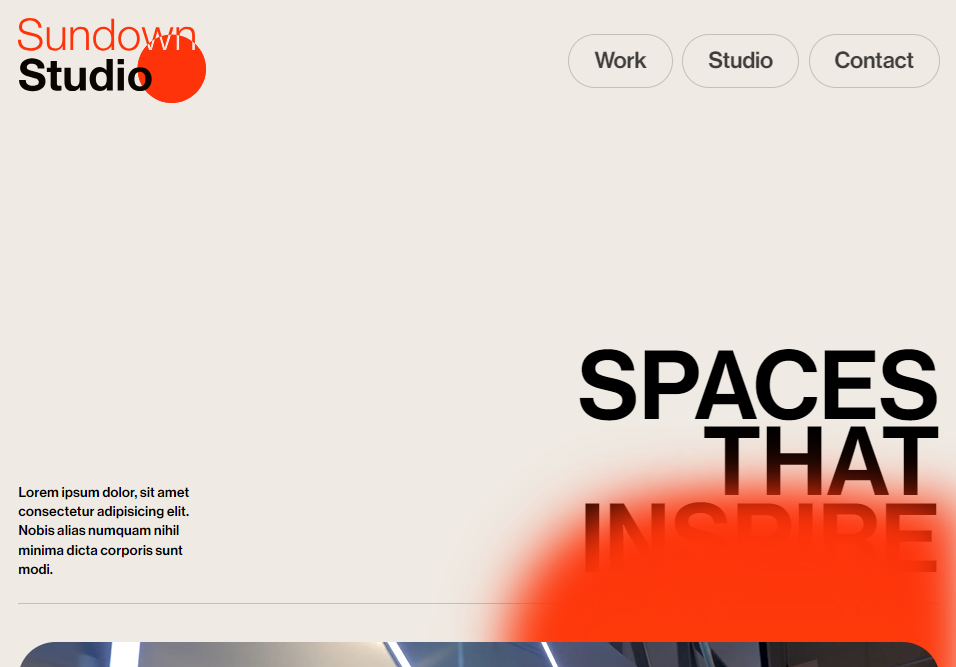 Sundown
Studio
Work
Studio
Contact
SPACES
THAT
INSPIRE
Lorem ipsum dolor, sit amet
consectetur adipisicing elit.
Nobis alias numquam nihil
minima dicta corporis sunt
modi.